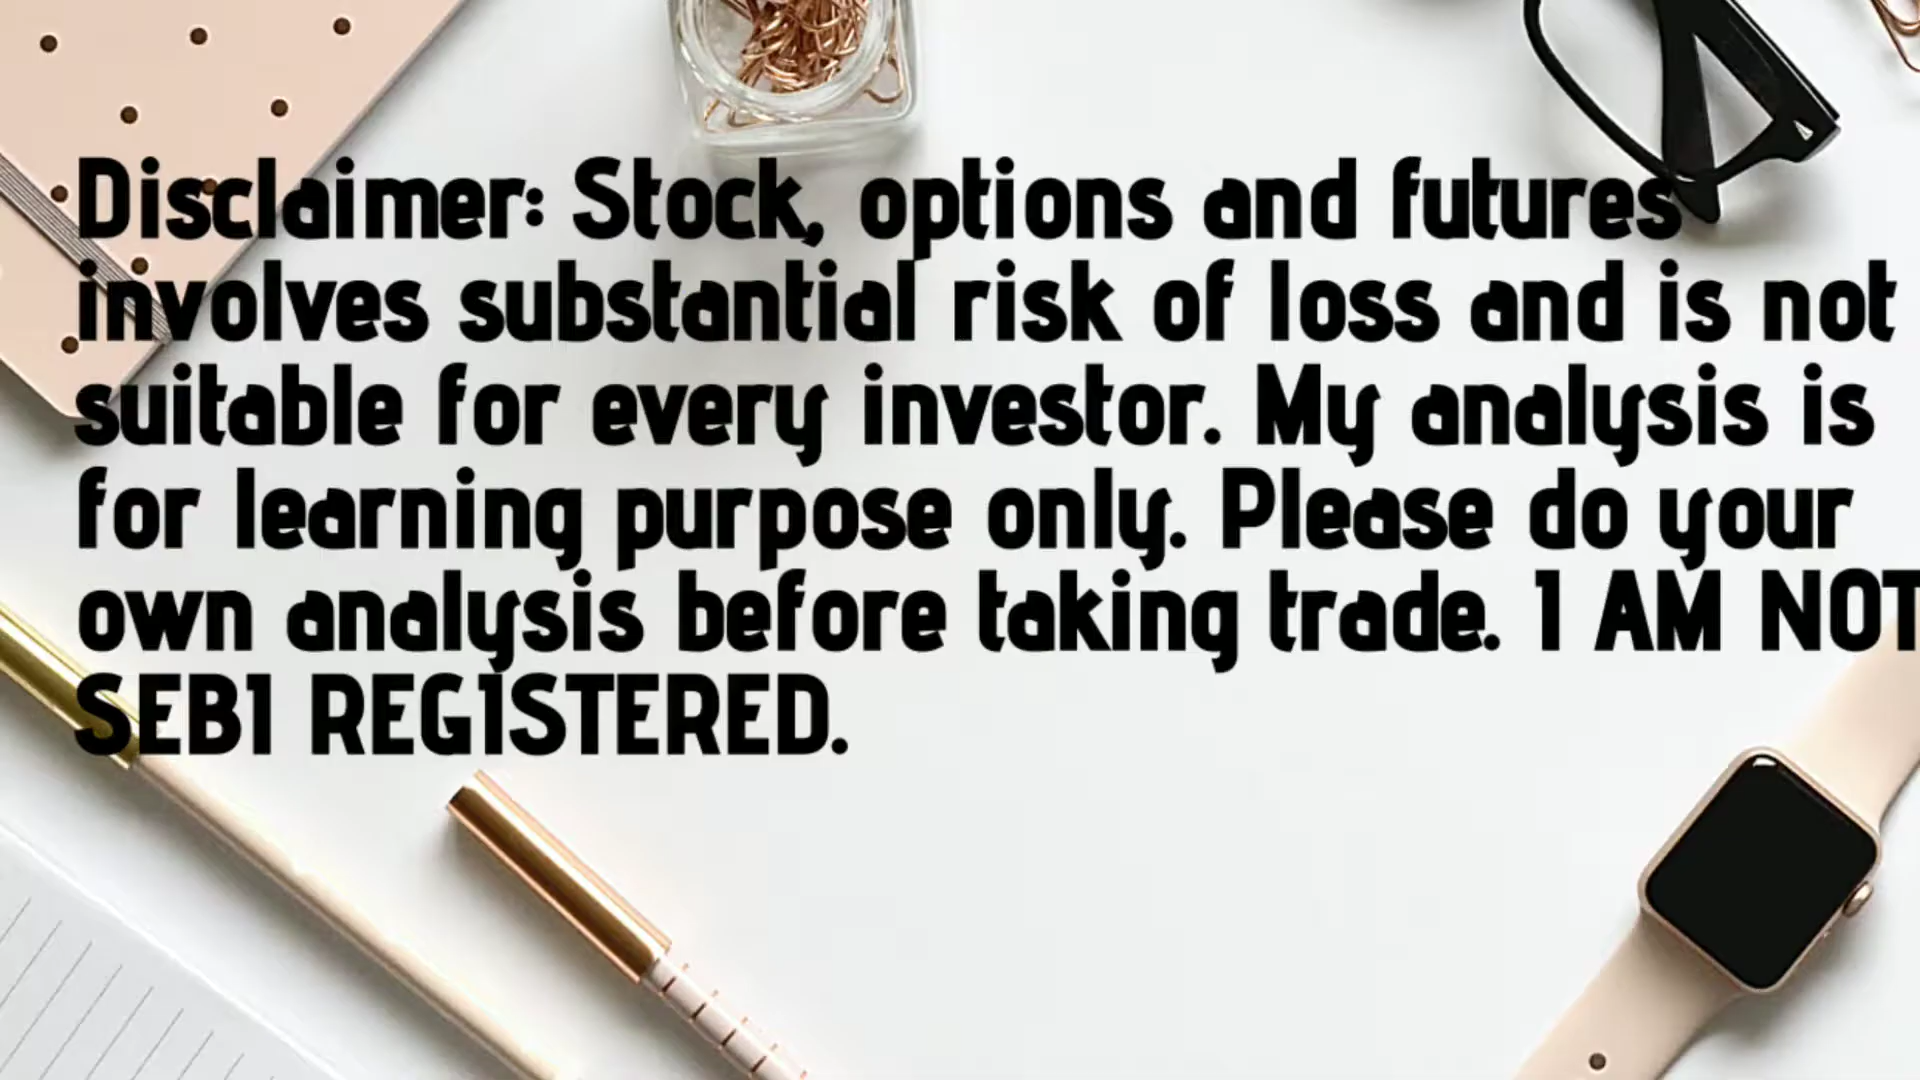 Disclaimer: Stock, options and futures
involves substantial risk of loss and is not
suitable for every investor. My analysis is
for learning purpose only. Please do your
own analysis before taking trade. I AM NOT
SEBI REGISTERED.